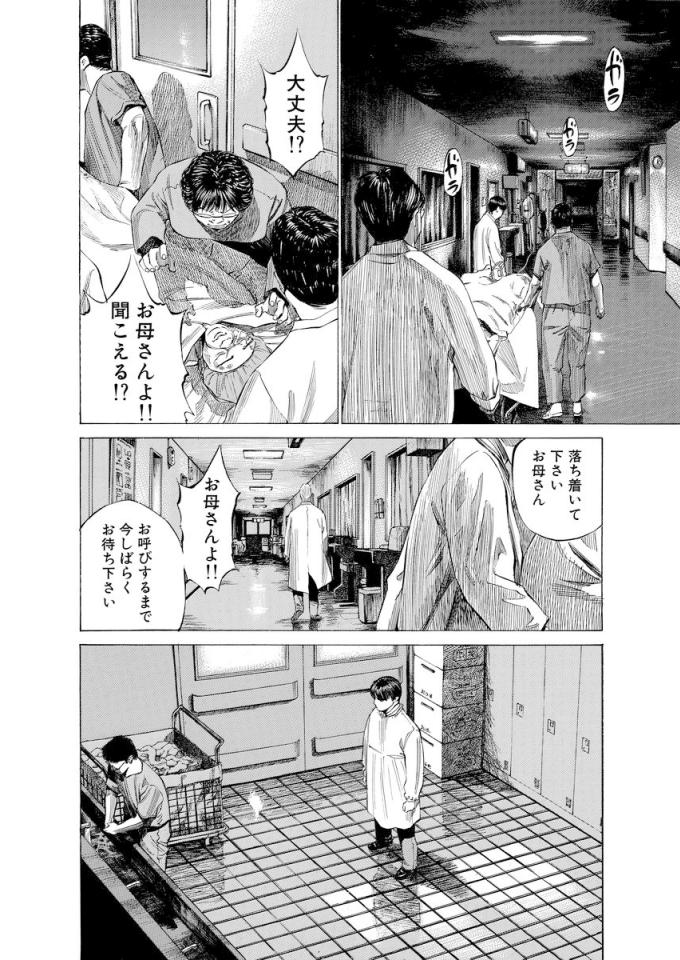 ガラ
ガラ
ガラ
大丈夫!?
お母さんよ!!
聞こえる!?
落ち着いて
下さい
お母さん
お母さんよ!!
お呼びするまで
今しばらく
お待ち下さい